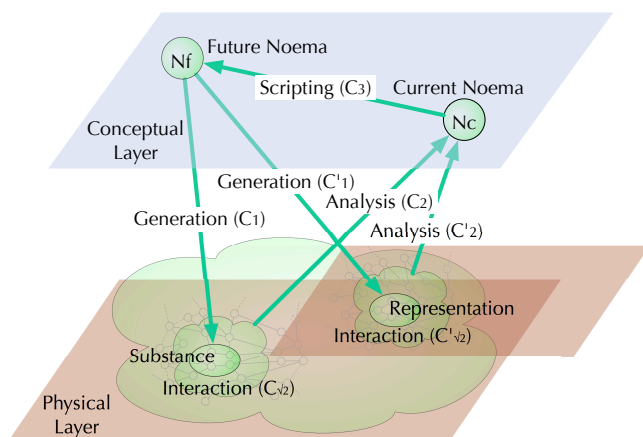 Future Noema
Nf
Scripting (C3)
Current Noema
Nc
Conceptual
Layer
Generation (C'1)
Analysis (C2)
Generation (C1)
Analysis (C'2)
Representation
Interaction (C'√2)
Substance
Interaction (C√2)
Physical
Layer